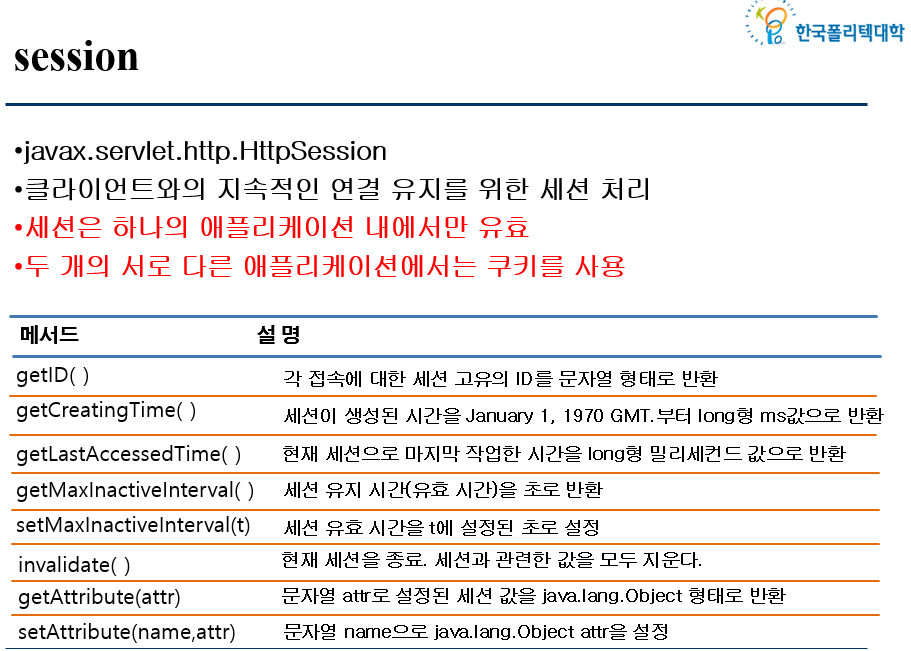 한국폴리텍대학
session
•javax.servlet.http.HttpSession
•클라이언트와의 지속적인 연결 유지를 위한 세션 처리
•세션은 하나의 애플리케이션 내에서만 유효
•두 개의 서로 다른 애플리케이션에서는 쿠키를 사용
메서드 설 명
getID( ) 각 접속에 대한 세션 고유의 ID를 문자열 형태로 반환
getCreatingTime( ) 세션이 생성된 시간을 January 1, 1970 GMT.부터 long형 ms값으로 반환
getLastAccessedTime( ) 현재 세션으로 마지막 작업한 시간을 long형 밀리세컨드 값으로 반환
getMaxInactiveInterval( ) 세션 유지 시간(유효 시간)을 초로 반환
setMaxInactiveInterval(t) 세션 유효 시간을 t에 설정된 초로 설정
invalidate( ) 현재 세션을 종료. 세션과 관련한 값을 모두 지운다.
getAttribute(attr) 문자열 attr로 설정된 세션 값을 java.lang.Object 형태로 반환
setAttribute(name,attr) 문자열 name으로 java.lang.Object attr을 설정